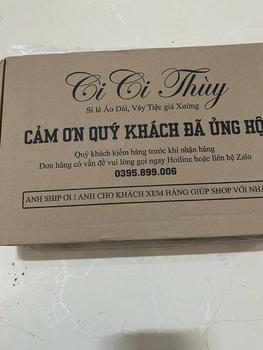 Ci Ci Thùy
Sỉ lẻ Áo Dài, Váy Tiệc giá Xưởng
CẢM ƠN QUÝ KHÁCH ĐÃ ỦNG HỘ
Quý khách kiểm hàng trước khi nhận hàng
Đơn hàng có vấn đề vui lòng gọi ngay Hotline hoặc liên hệ Zalo
0395.899.006
ANH SHIP ƠI ! ANH CHO KHÁCH XEM HÀNG GIÚP SHOP VỚI